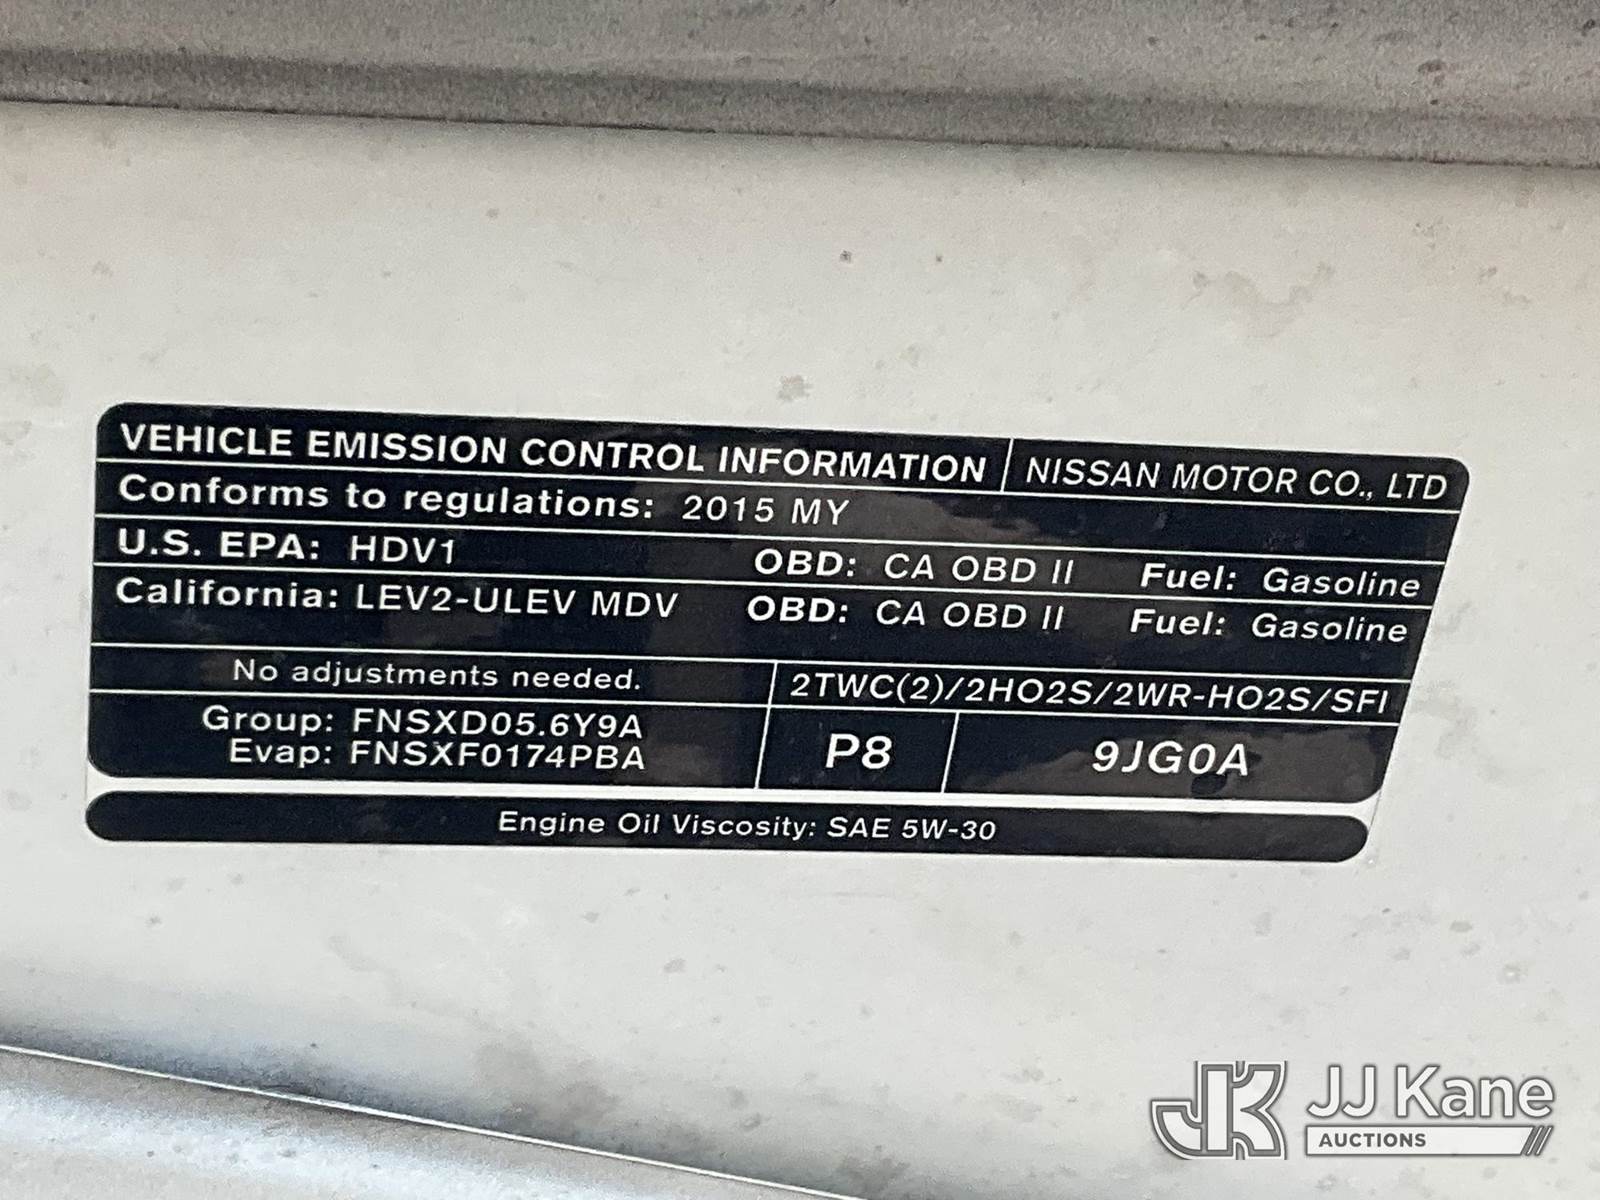 VEHICLE EMISSION CONTROL INFORMATION NISSAN MOTOR CO., LTD
Conforms to regulations: 2015 MY
U.S. EPA: HDV1 OBD: CA OBD II Fuel: Gasoline
California: LEV2-ULEV MDV OBD: CA OBD II Fuel: Gasoline
No adjustments needed. 2TWC(2)/2HO2S/2WR-HO2S/SFI
Group: FNSXD05.6Y9A
Evap: FNSXF0174PBA
P8 9JG0A
Engine Oil Viscosity: SAE 5W-30
JK JJ Kane
AUCTIONS